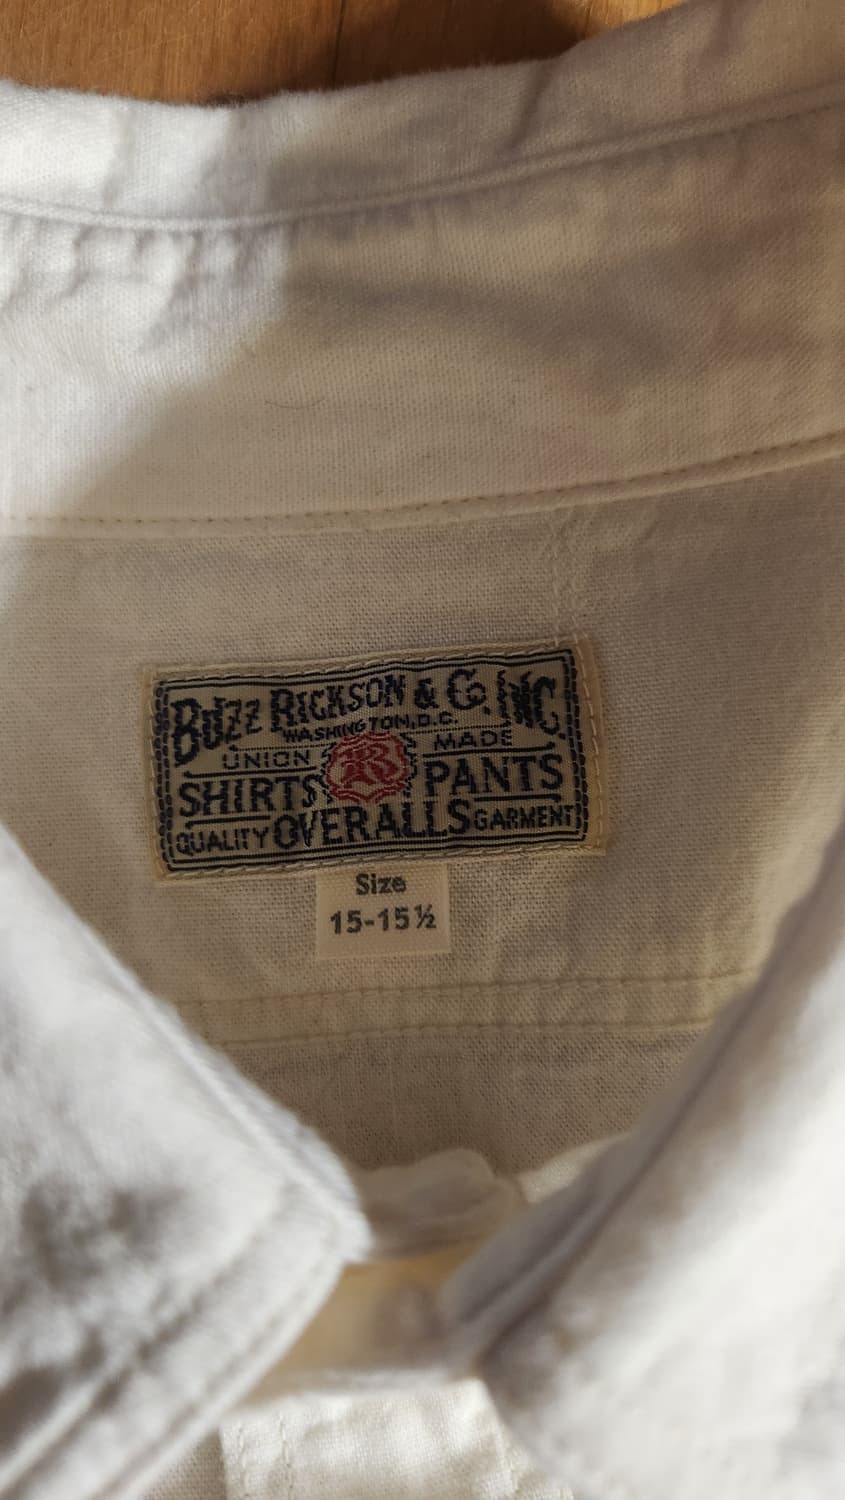 BUZZ RICKSON & Co. INC.
WASHINGTON, D.C.
UNION MADE
SHIRTS PANTS
QUALITY OVERALLS GARMENT
Size
15-15½